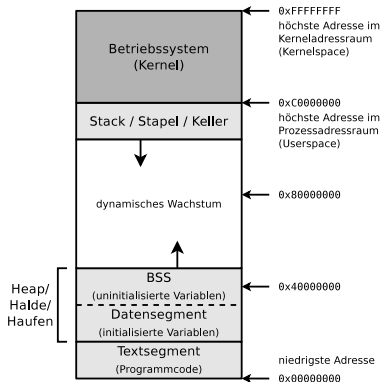 0xFFFFFFFF
höchste Adresse im
Kerneladressraum
(Kernelspace)
Betriebssystem
(Kernel)
0xC0000000
höchste Adresse im
Prozessadressraum
(Userspace)
Stack / Stapel / Keller
dynamisches Wachstum
0x80000000
Heap/
Halde/
Haufen
BSS
(uninitialisierte Variablen)
0x40000000
Datensegment
(initialisierte Variablen)
Textsegment
(Programmcode)
niedrigste Adresse
0x00000000